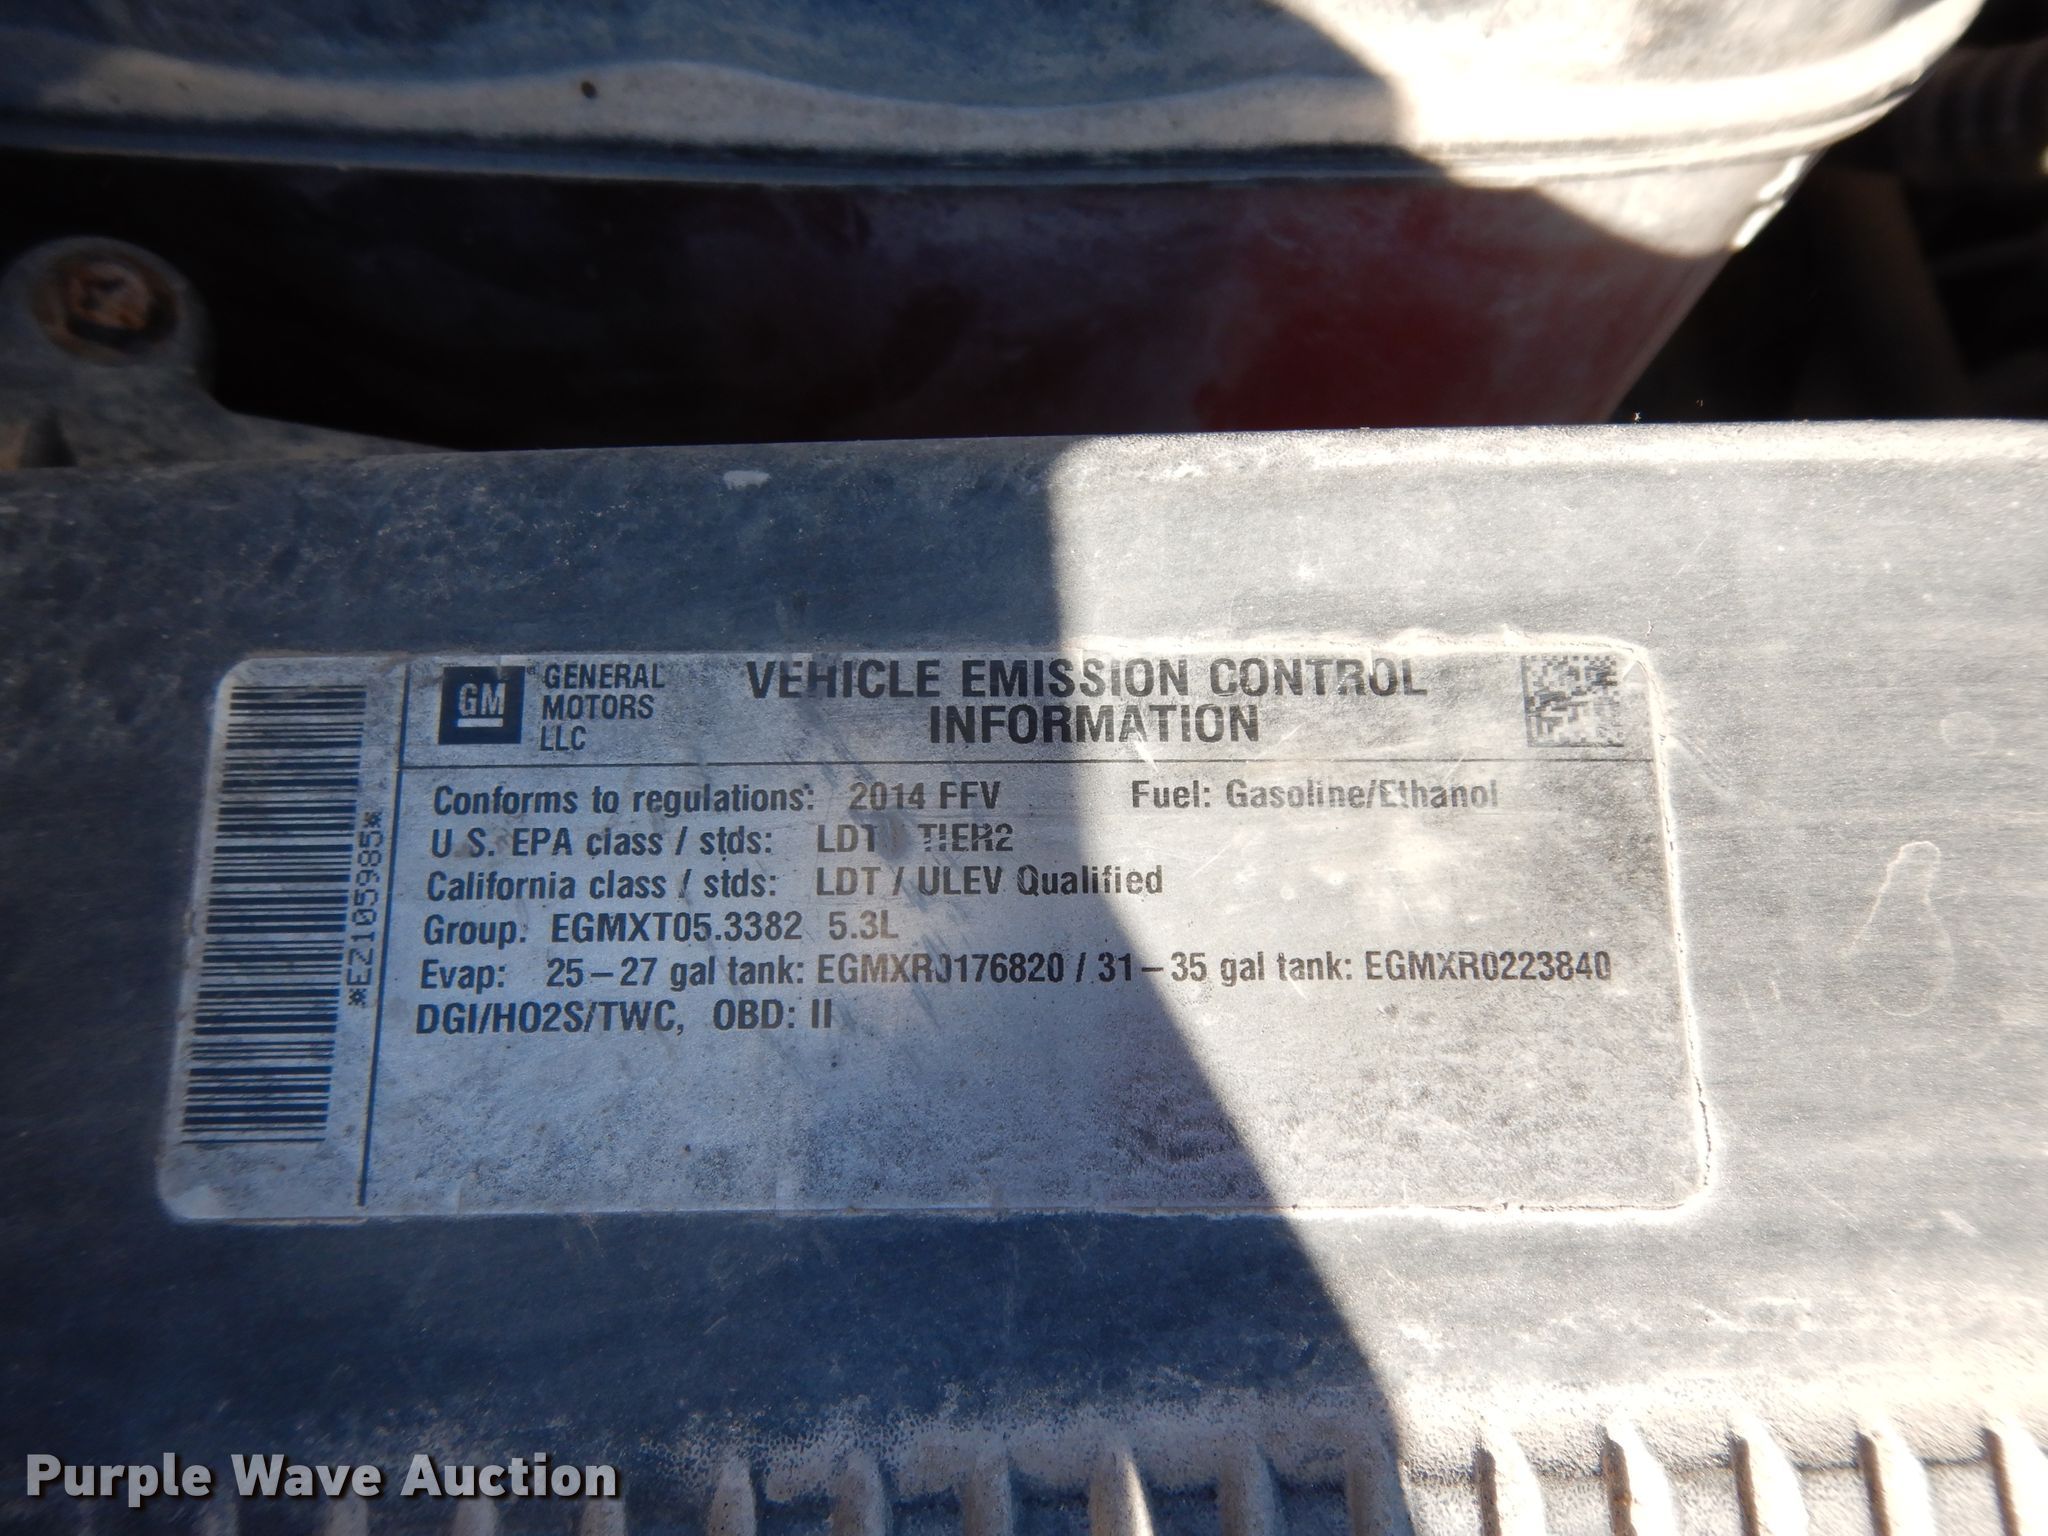 GM
GENERAL
MOTORS
LLC
VEHICLE EMISSION CONTROL
INFORMATION
Conforms to regulations: 2014 FFV Fuel: Gasoline/Ethanol
U.S. EPA class / stds: LDT / TIER2
California class / stds: LDT / ULEV Qualified
Group: EGMXT05.3382 5.3L
Evap: 25-27 gal tank: EGMXR0176820 / 31-35 gal tank: EGMXR0223840
DGI/HO2S/TWC, OBD: II
*EZ105985*
Purple Wave Auction